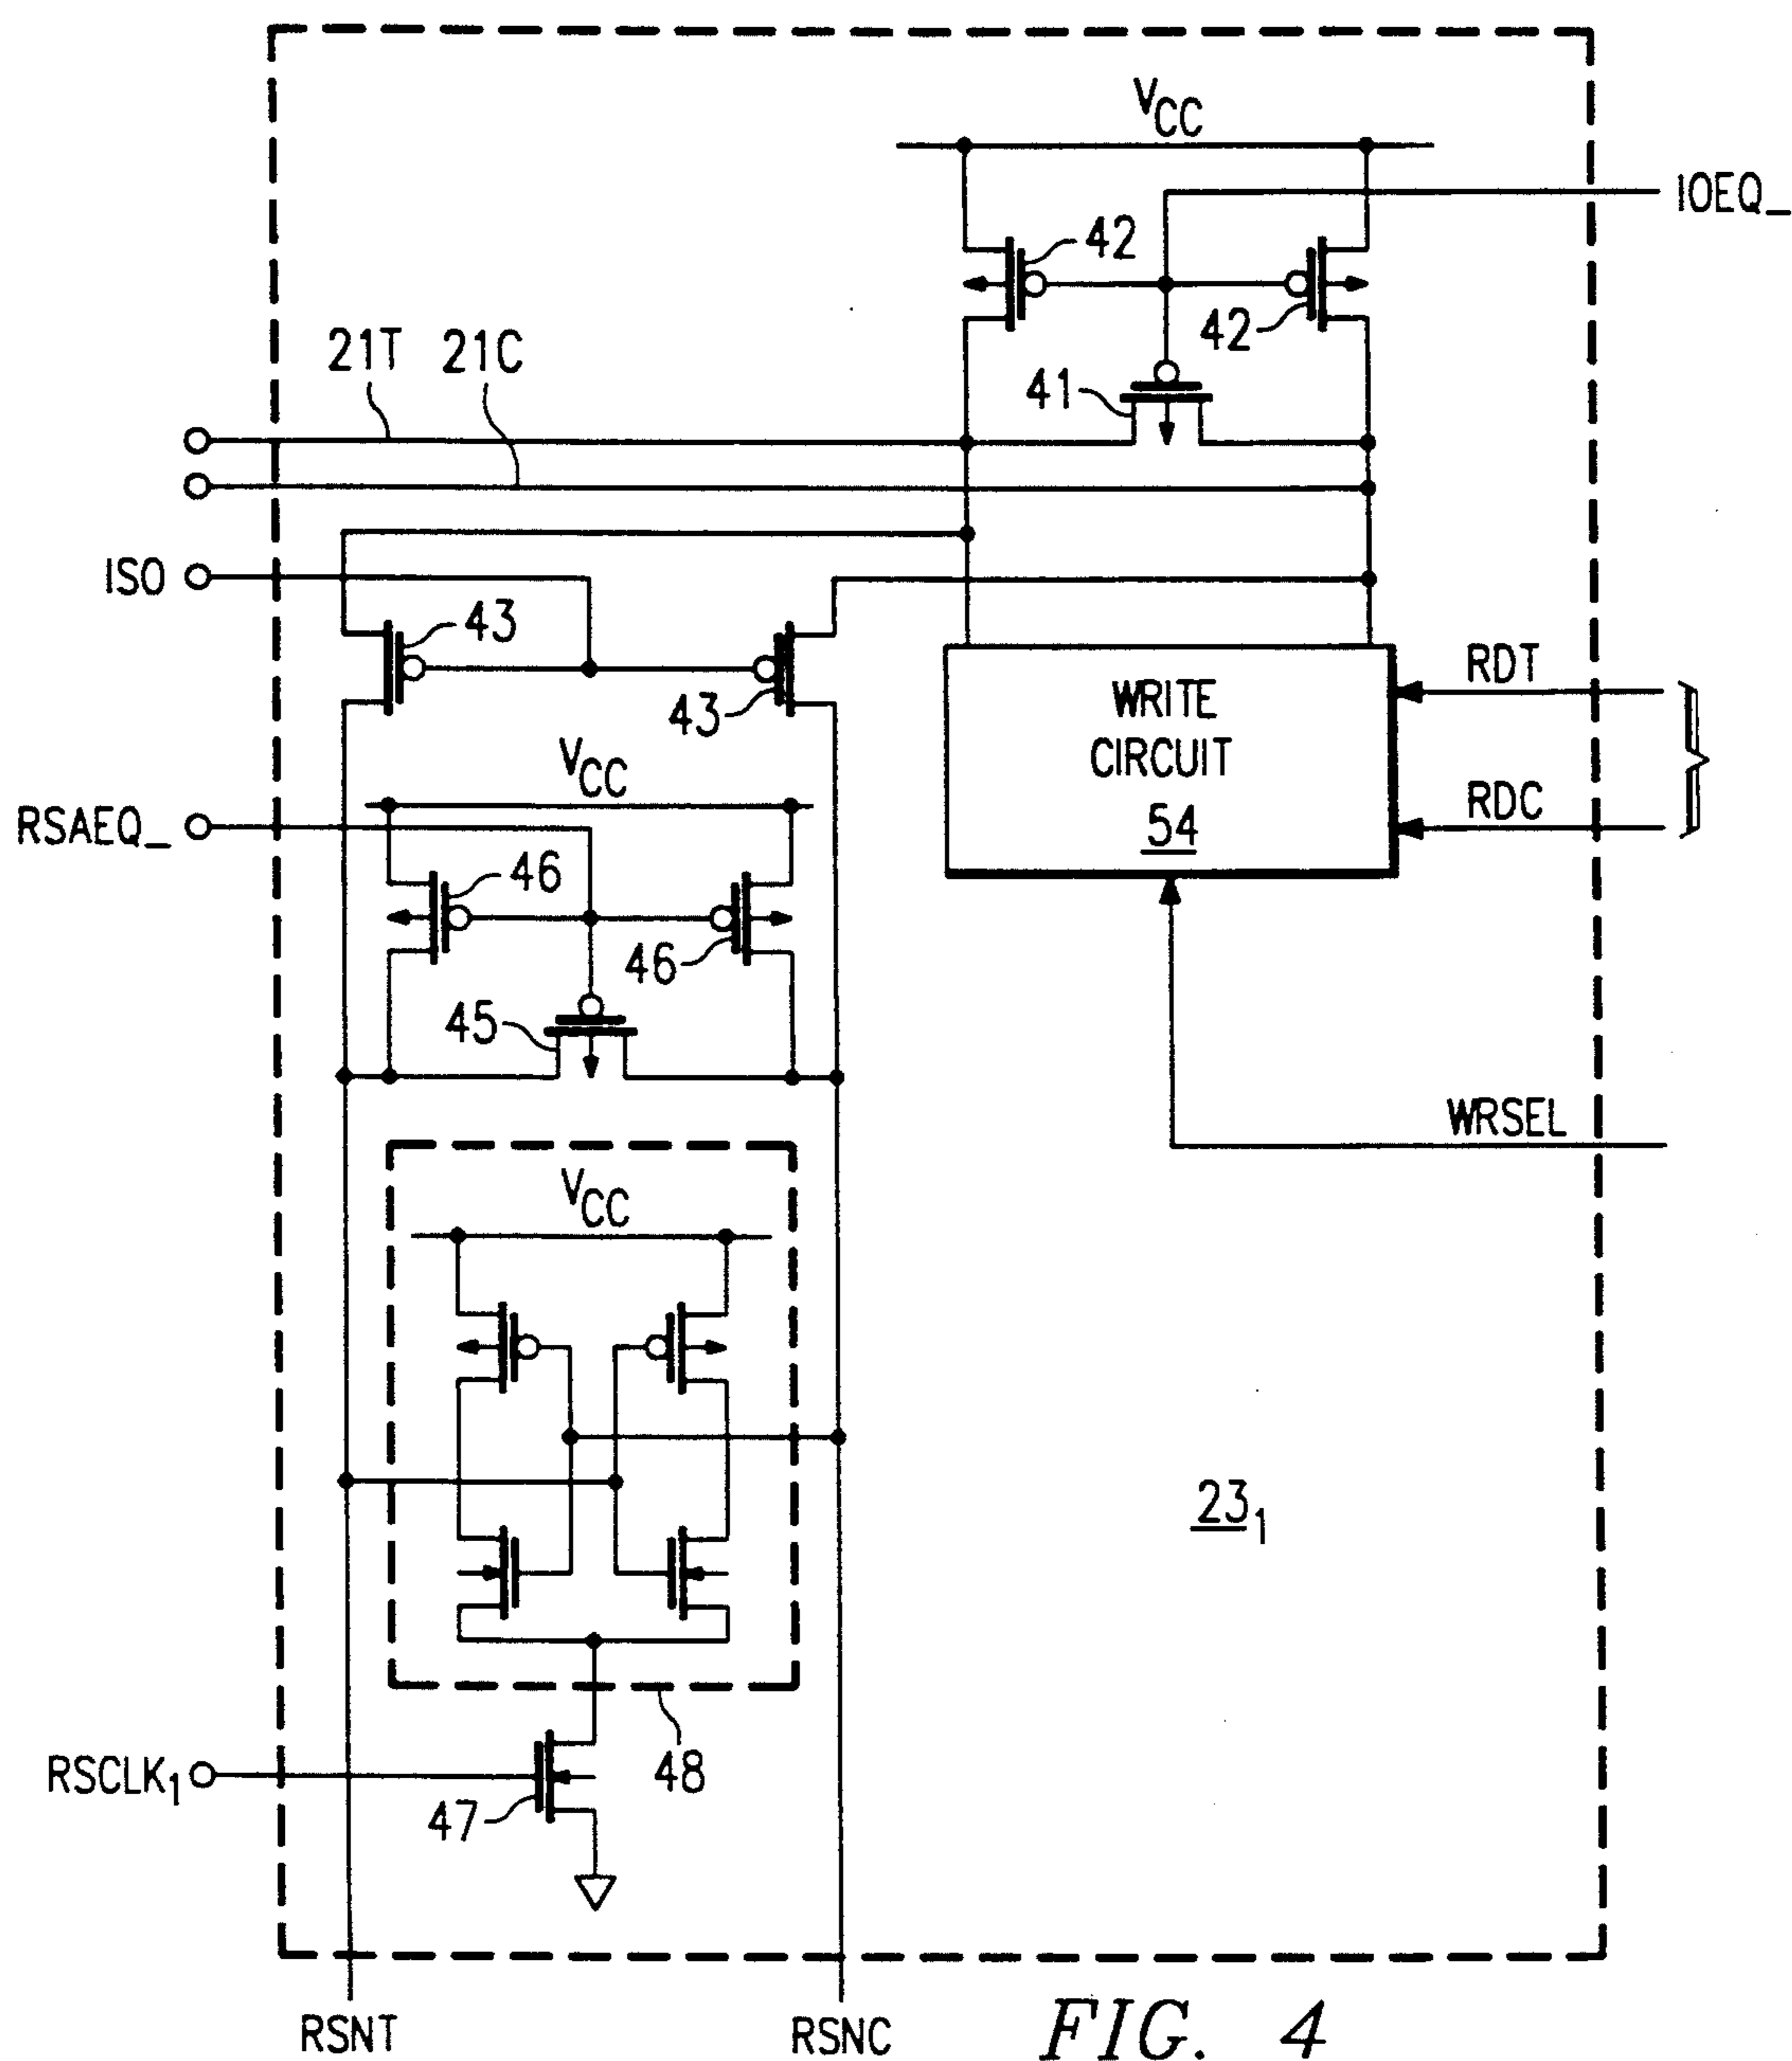 VCC
IOEQ_
42
42
21T
21C
41
ISO
43
43
RDT
WRITE
CIRCUIT
54
VCC
RDC
RSAEQ_
46
46
45
WRSEL
VCC
23₁
48
RSCLK₁
47
RSNT
RSNC
FIG. 4